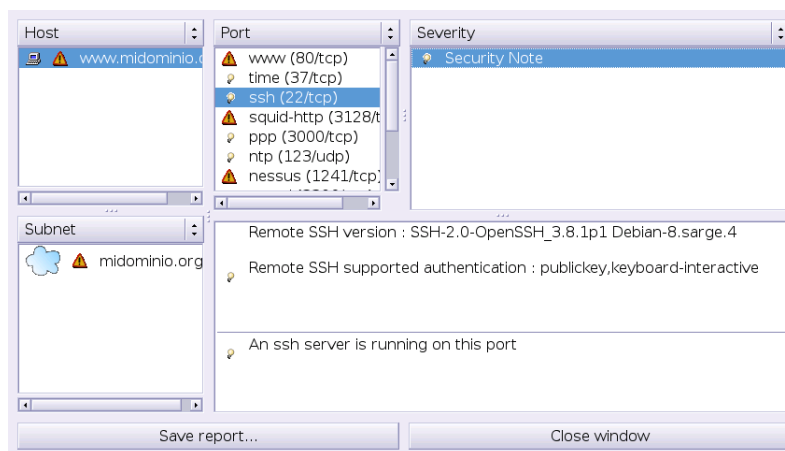 Host
www.midominio.
Port
www (80/tcp)
time (37/tcp)
ssh (22/tcp)
squid-http (3128/t
ppp (3000/tcp)
ntp (123/udp)
nessus (1241/tcp)
Severity
Security Note
Subnet
midominio.org
Remote SSH version : SSH-2.0-OpenSSH_3.8.1p1 Debian-8.sarge.4
Remote SSH supported authentication : publickey,keyboard-interactive
An ssh server is running on this port
Save report...
Close window